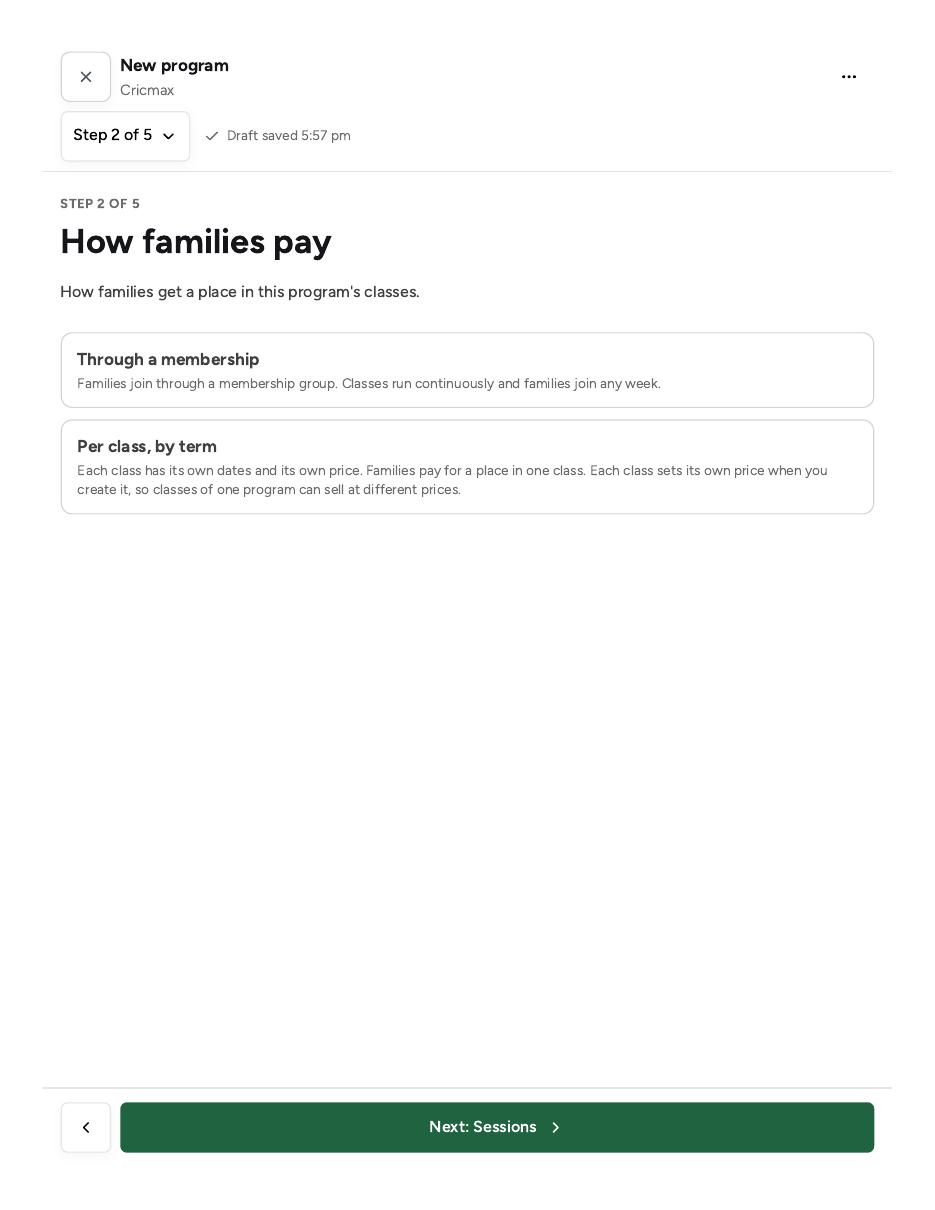 New program
Cricmax
Step 2 of 5
Draft saved 5:57 pm
STEP 2 OF 5
How families pay
How families get a place in this program's classes.
Through a membership
Families join through a membership group. Classes run continuously and families join any week.
Per class, by term
Each class has its own dates and its own price. Families pay for a place in one class. Each class sets its own price when you
create it, so classes of one program can sell at different prices.
Next: Sessions